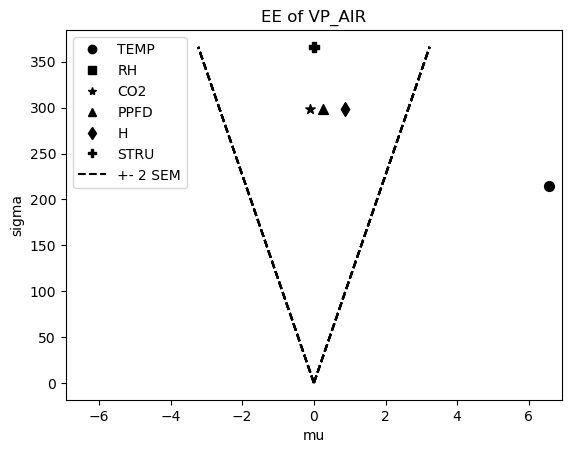 EE of VP_AIR
TEMP
RH
CO2
PPFD
H
STRU
+- 2 SEM
350
300
250
200
150
100
50
0
sigma
−6
−4
−2
0
2
4
6
mu